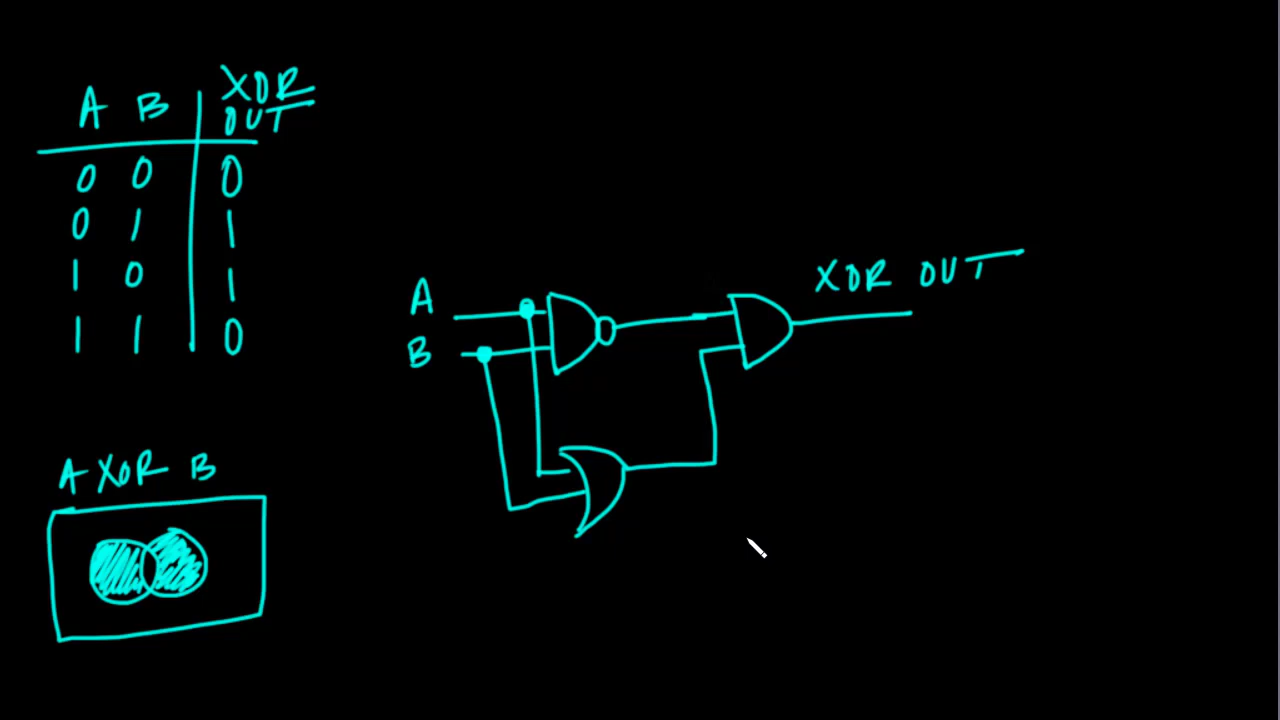 A B XOR OUT
0 0 0
0 1 1
1 0 1
1 1 0
A XOR B
A
B
XOR OUT